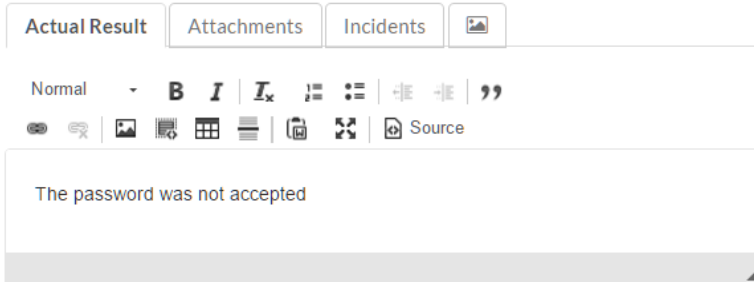 Actual Result Attachments Incidents
Normal
Source
The password was not accepted